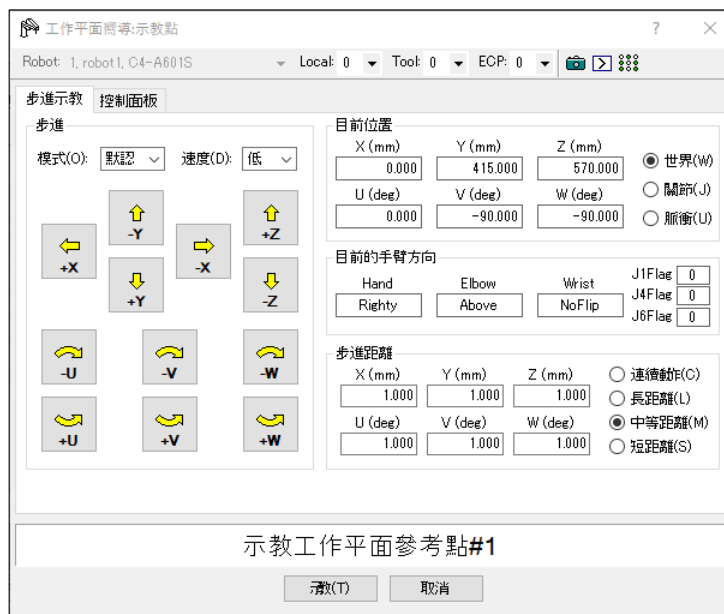 工作平面嚮導:示教點
Robot: 1, robot1, C4-A601S Local: 0 Tool: 0 ECP: 0
步進示教 控制面板
步進
模式(O): 默認 速度(D): 低
+X
-Y
+Y
-X
+Z
-Z
-U -V -W
+U +V +W
目前位置
X (mm) Y (mm) Z (mm)
0.000 415.000 570.000
U (deg) V (deg) W (deg)
0.000 -90.000 -90.000
世界(W)
關節(J)
脈衝(U)
目前的手臂方向
Hand Elbow Wrist
Righty Above NoFlip
J1Flag 0
J4Flag 0
J6Flag 0
步進距離
X (mm) Y (mm) Z (mm)
1.000 1.000 1.000
U (deg) V (deg) W (deg)
1.000 1.000 1.000
連續動作(C)
長距離(L)
中等距離(M)
短距離(S)
示教工作平面參考點#1
示教(T) 取消